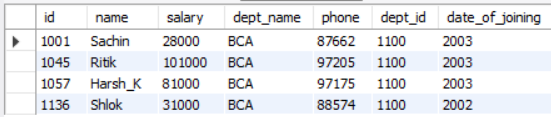 id name salary dept_name phone dept_id date_of_joining
1001 Sachin 28000 BCA 87662 1100 2003
1045 Ritik 101000 BCA 97205 1100 2003
1057 Harsh_K 81000 BCA 97175 1100 2003
1136 Shlok 31000 BCA 88574 1100 2002